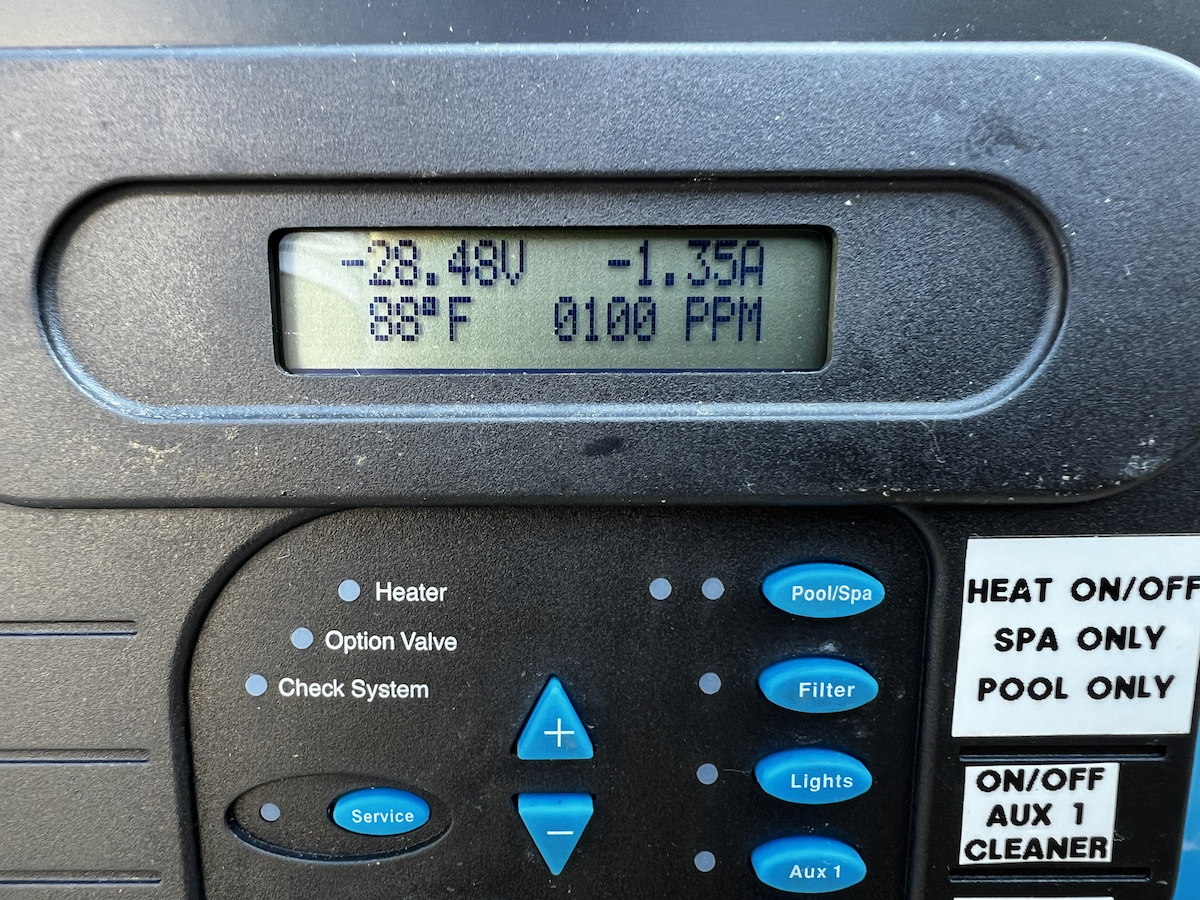 -28.48V -1.35A
88°F 0100 PPM
Heater
Option Valve
Check System
Service
+
−
Pool/Spa
Filter
Lights
Aux 1
HEAT ON/OFF
SPA ONLY
POOL ONLY
ON/OFF
AUX 1
CLEANER